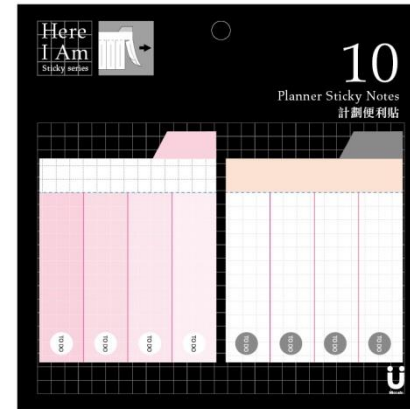 Here
I Am
Sticky series
10
Planner Sticky Notes
計劃便利貼
TO DO
TO DO
TO DO
TO DO
TO DO
TO DO
TO DO
TO DO